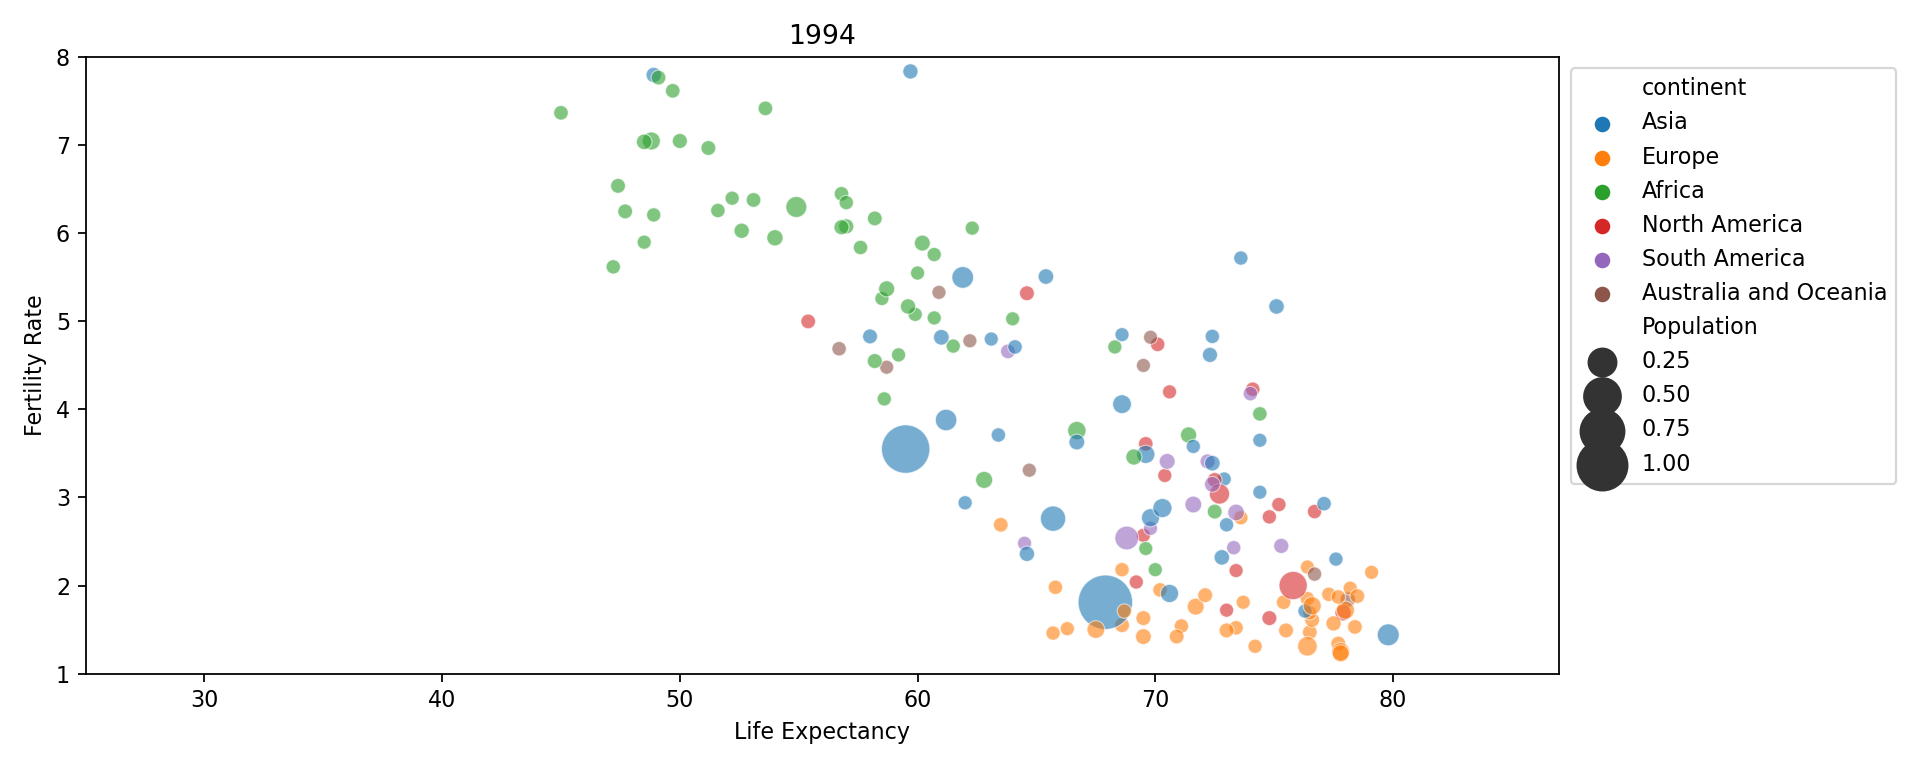 1994
8
7
6
5
4
3
2
1
Fertility Rate
30 40 50 60 70 80
Life Expectancy
continent
Asia
Europe
Africa
North America
South America
Australia and Oceania
Population
0.25
0.50
0.75
1.00